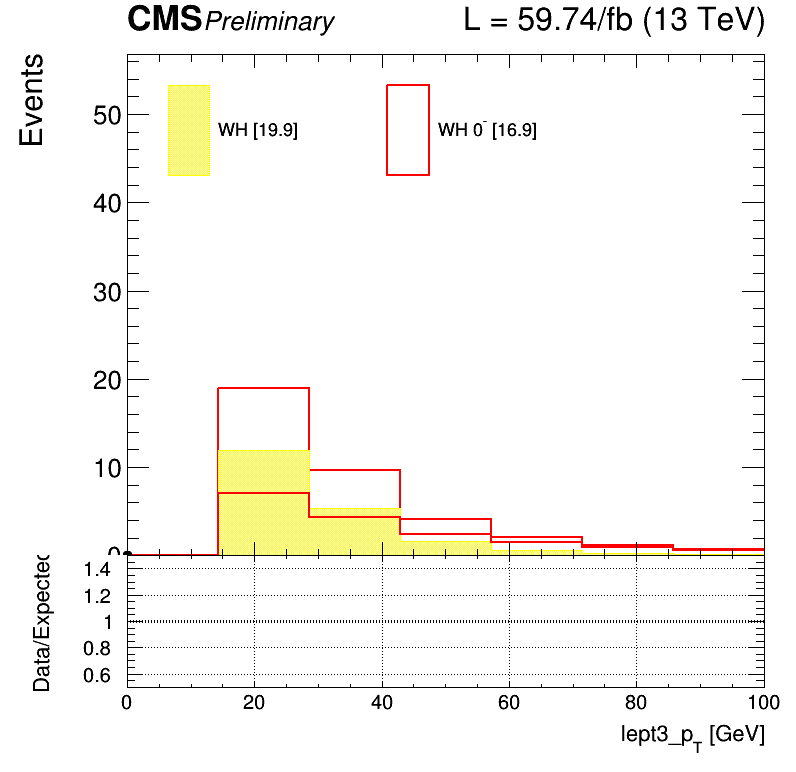 CMS Preliminary L = 59.74/fb (13 TeV)
Events
WH [19.9]
WH 0- [16.9]
50
40
30
20
10
0
Data/Expected
1.4
1.2
1
0.8
0.6
0 20 40 60 80 100
lept3_pT [GeV]